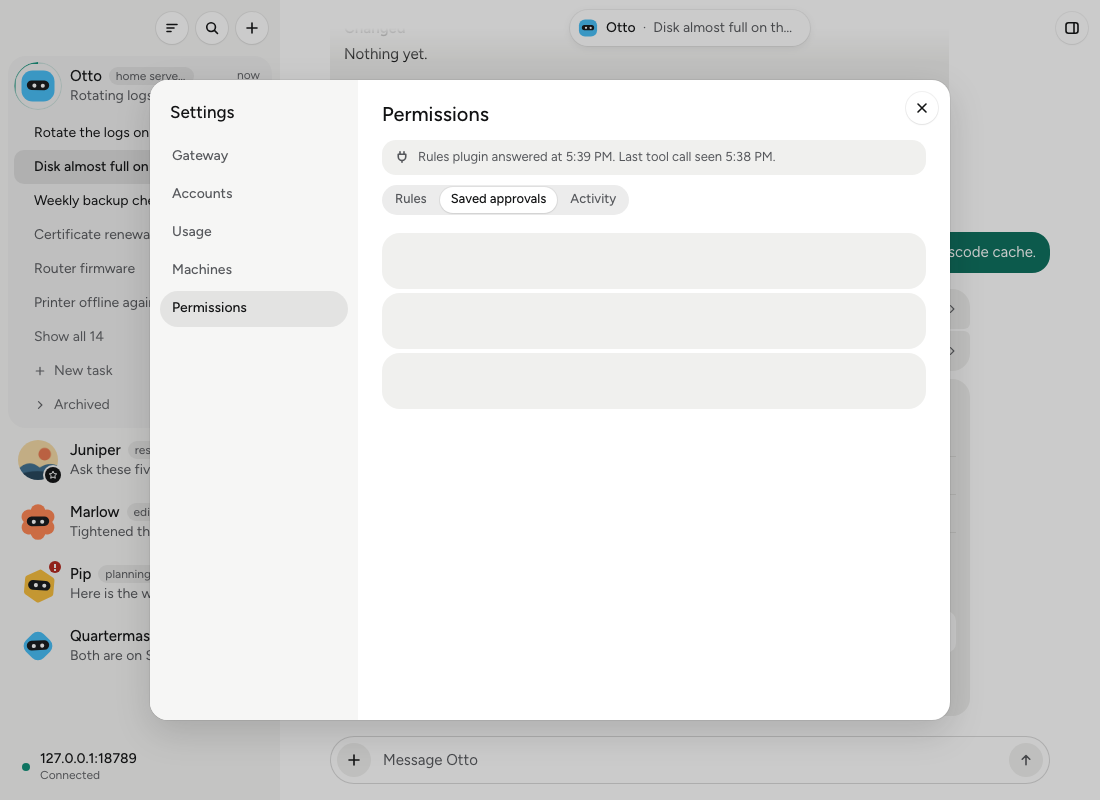 Otto · Disk almost full on th...
Changed
Nothing yet.
Otto home serve... now
Rotating logs
Rotate the logs on
Disk almost full on
Weekly backup che
Certificate renewa
Router firmware
Printer offline agai
Show all 14
New task
Archived
Juniper res
Ask these fiv
Marlow edi
Tightened th
Pip planning
Here is the w
Quartermas
Both are on S
127.0.0.1:18789
Connected
Settings
Gateway
Accounts
Usage
Machines
Permissions
Permissions
Rules plugin answered at 5:39 PM. Last tool call seen 5:38 PM.
Rules Saved approvals Activity
scode cache.
Message Otto